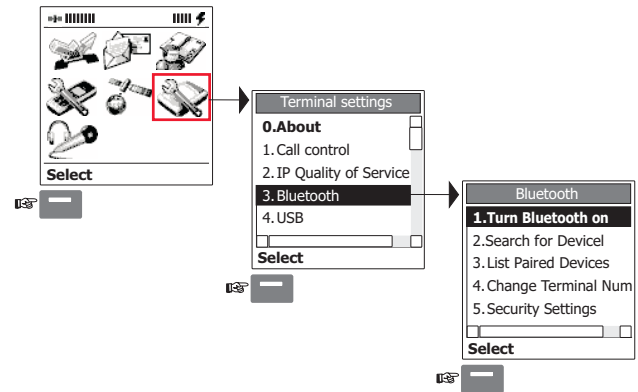 Select
Terminal settings
0.About
1. Call control
2. IP Quality of Service
3. Bluetooth
4. USB
Select
Bluetooth
1.Turn Bluetooth on
2.Search for Devicel
3. List Paired Devices
4. Change Terminal Num
5. Security Settings
Select